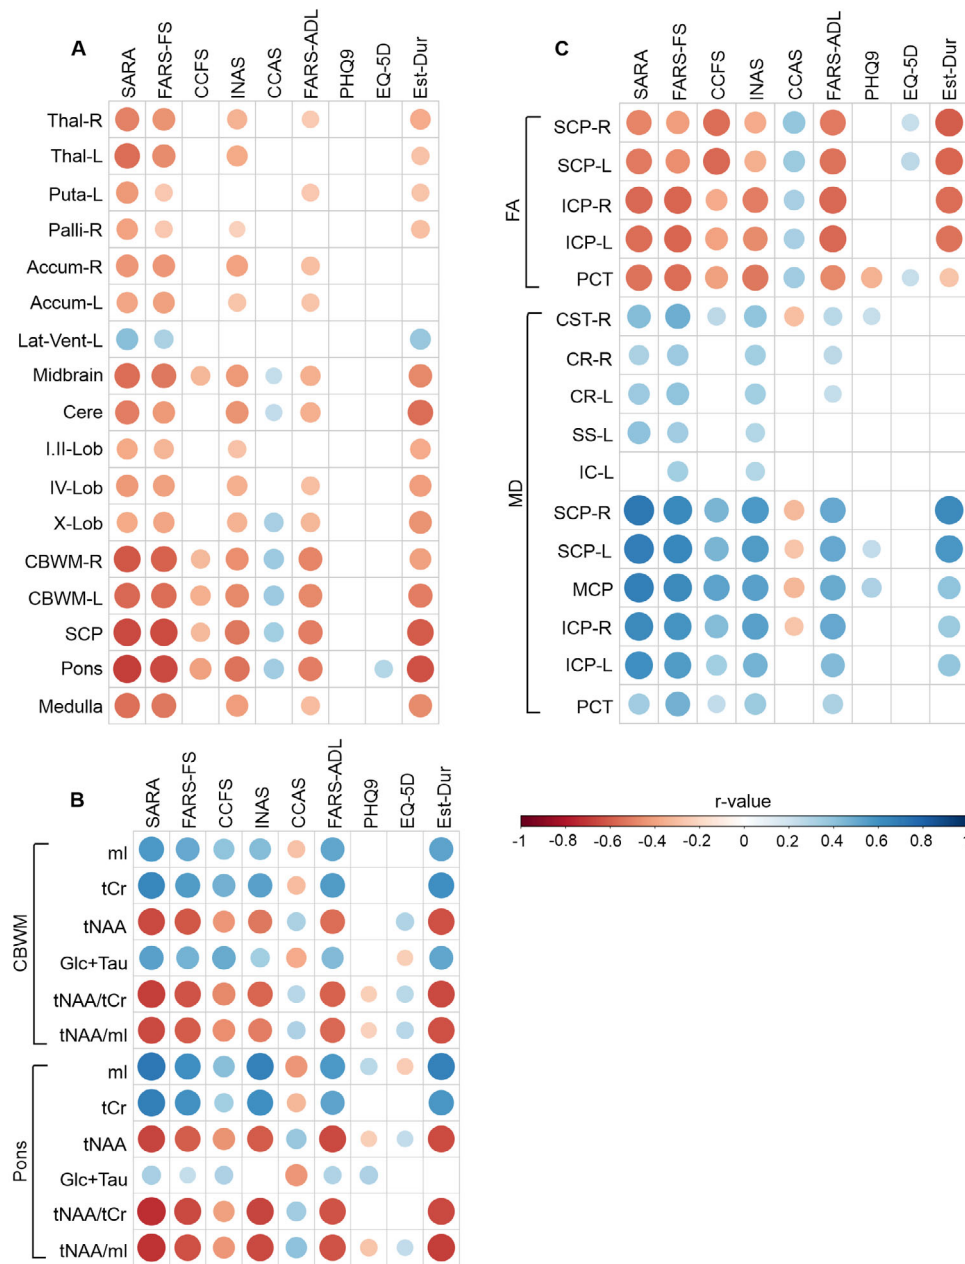 A
SARA
FARS-FS
CCFS
INAS
CCAS
FARS-ADL
PHQ9
EQ-5D
Est-Dur
Thal-R
Thal-L
Puta-L
Palli-R
Accum-R
Accum-L
Lat-Vent-L
Midbrain
Cere
I.II-Lob
IV-Lob
X-Lob
CBWM-R
CBWM-L
SCP
Pons
Medulla
B
SARA
FARS-FS
CCFS
INAS
CCAS
FARS-ADL
PHQ9
EQ-5D
Est-Dur
CBWM
mI
tCr
tNAA
Glc+Tau
tNAA/tCr
tNAA/mI
Pons
mI
tCr
tNAA
Glc+Tau
tNAA/tCr
tNAA/mI
C
SARA
FARS-FS
CCFS
INAS
CCAS
FARS-ADL
PHQ9
EQ-5D
Est-Dur
FA
SCP-R
SCP-L
ICP-R
ICP-L
PCT
MD
CST-R
CR-R
CR-L
SS-L
IC-L
SCP-R
SCP-L
MCP
ICP-R
ICP-L
PCT
r-value
-1 -0.8 -0.6 -0.4 -0.2 0 0.2 0.4 0.6 0.8 1